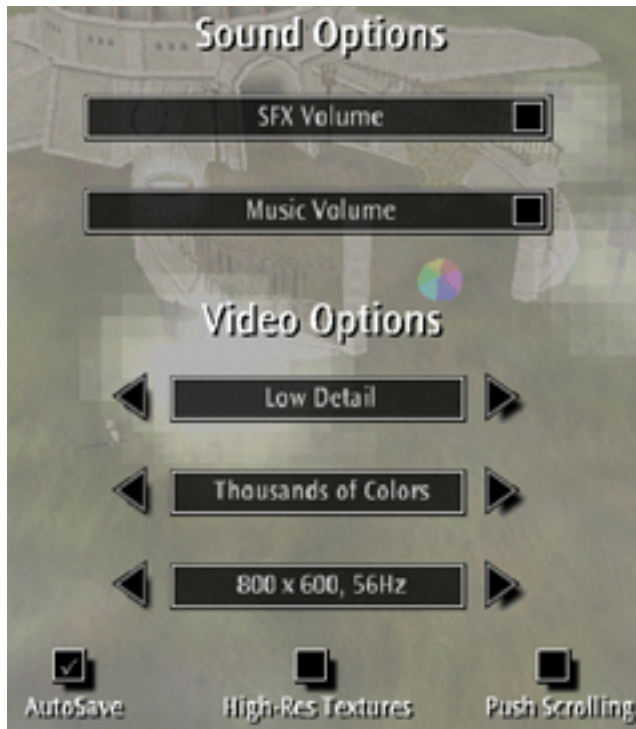 Sound Options
SFX Volume
Music Volume
Video Options
Low Detail
Thousands of Colors
800 x 600, 56Hz
AutoSave
High-Res Textures
Push Scrolling